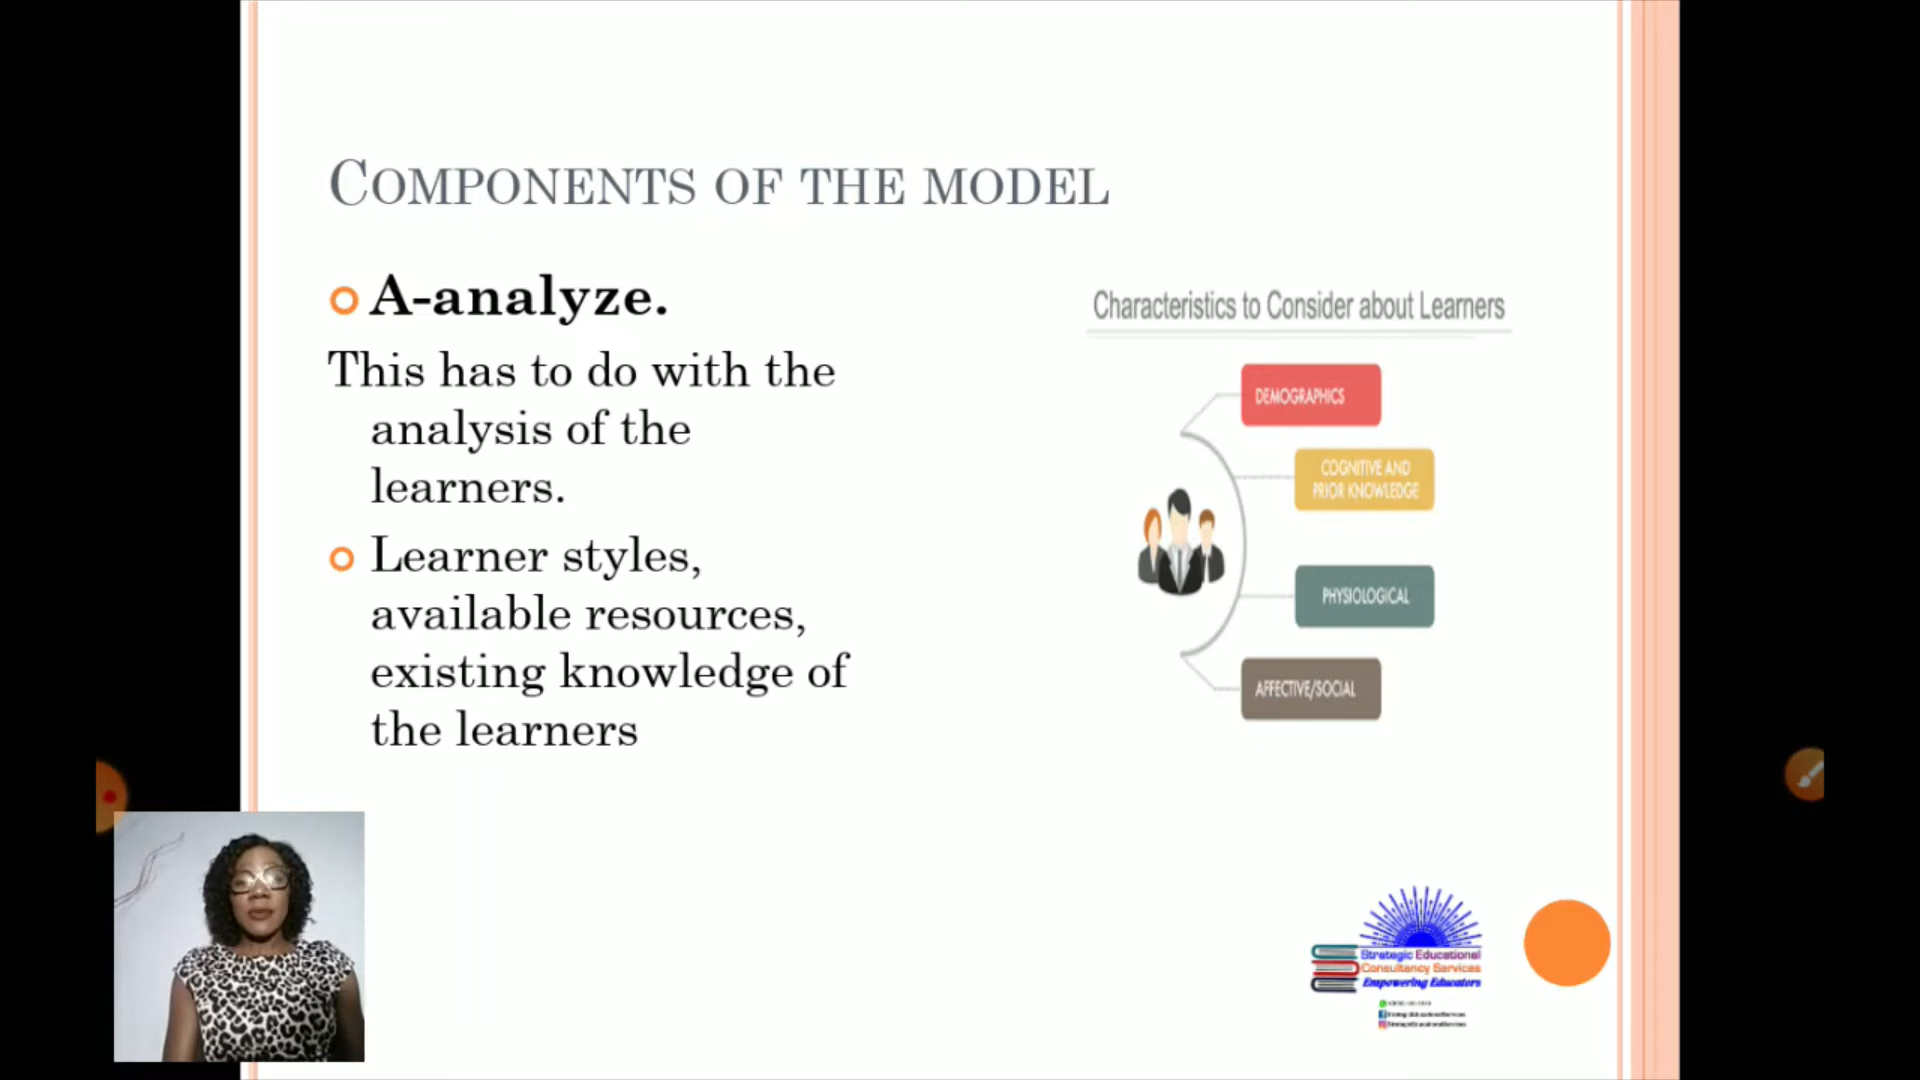 COMPONENTS OF THE MODEL
A-analyze.
This has to do with the
analysis of the
learners.
Learner styles,
available resources,
existing knowledge of
the learners
Characteristics to Consider about Learners
DEMOGRAPHICS
COGNITIVE AND
PRIOR KNOWLEDGE
PHYSIOLOGICAL
AFFECTIVE/SOCIAL
Strategic Educational
Consultancy Services
Empowering Educators